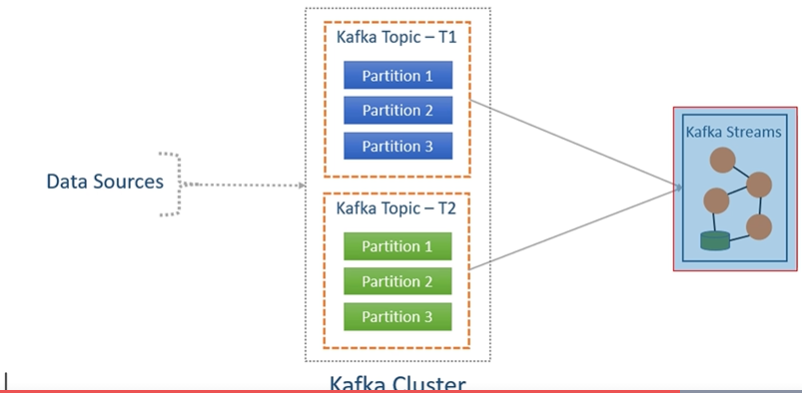 Kafka Topic – T1
Partition 1
Partition 2
Partition 3
Data Sources
Kafka Topic – T2
Partition 1
Partition 2
Partition 3
Kafka Streams
Kafka Cluster